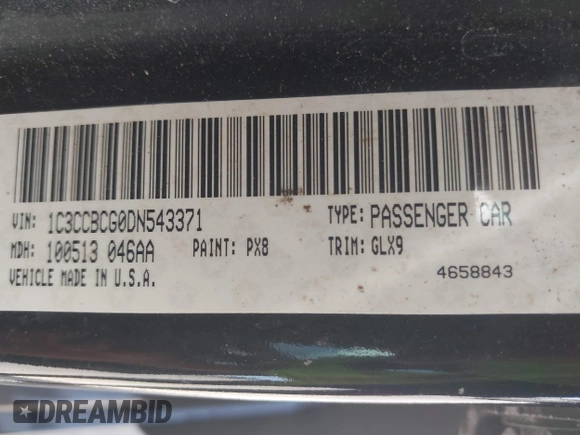 VIN: 1C3CCBCG0DN543371 TYPE: PASSENGER CAR
MDH: 100513 046AA PAINT: PX8 TRIM: GLX9
VEHICLE MADE IN U.S.A. 4658843
DREAMBID